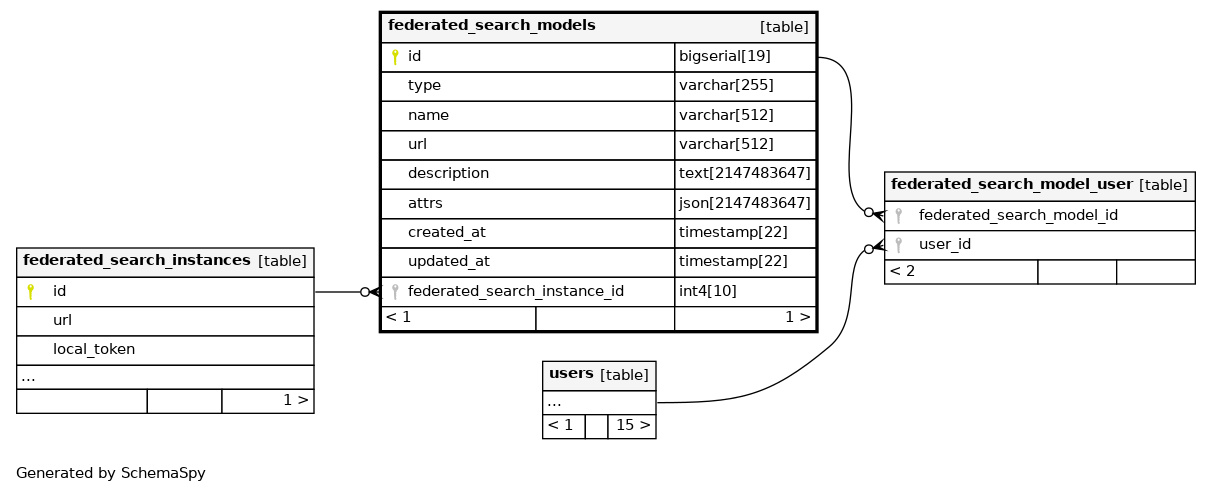 federated_search_models [table]
id bigserial[19]
type varchar[255]
name varchar[512]
url varchar[512]
description text[2147483647]
attrs json[2147483647]
created_at timestamp[22]
updated_at timestamp[22]
federated_search_instance_id int4[10]
< 1 1 >
federated_search_instances [table]
id
url
local_token
...
1 >
users [table]
...
< 1 15 >
federated_search_model_user [table]
federated_search_model_id
user_id
< 2
Generated by SchemaSpy